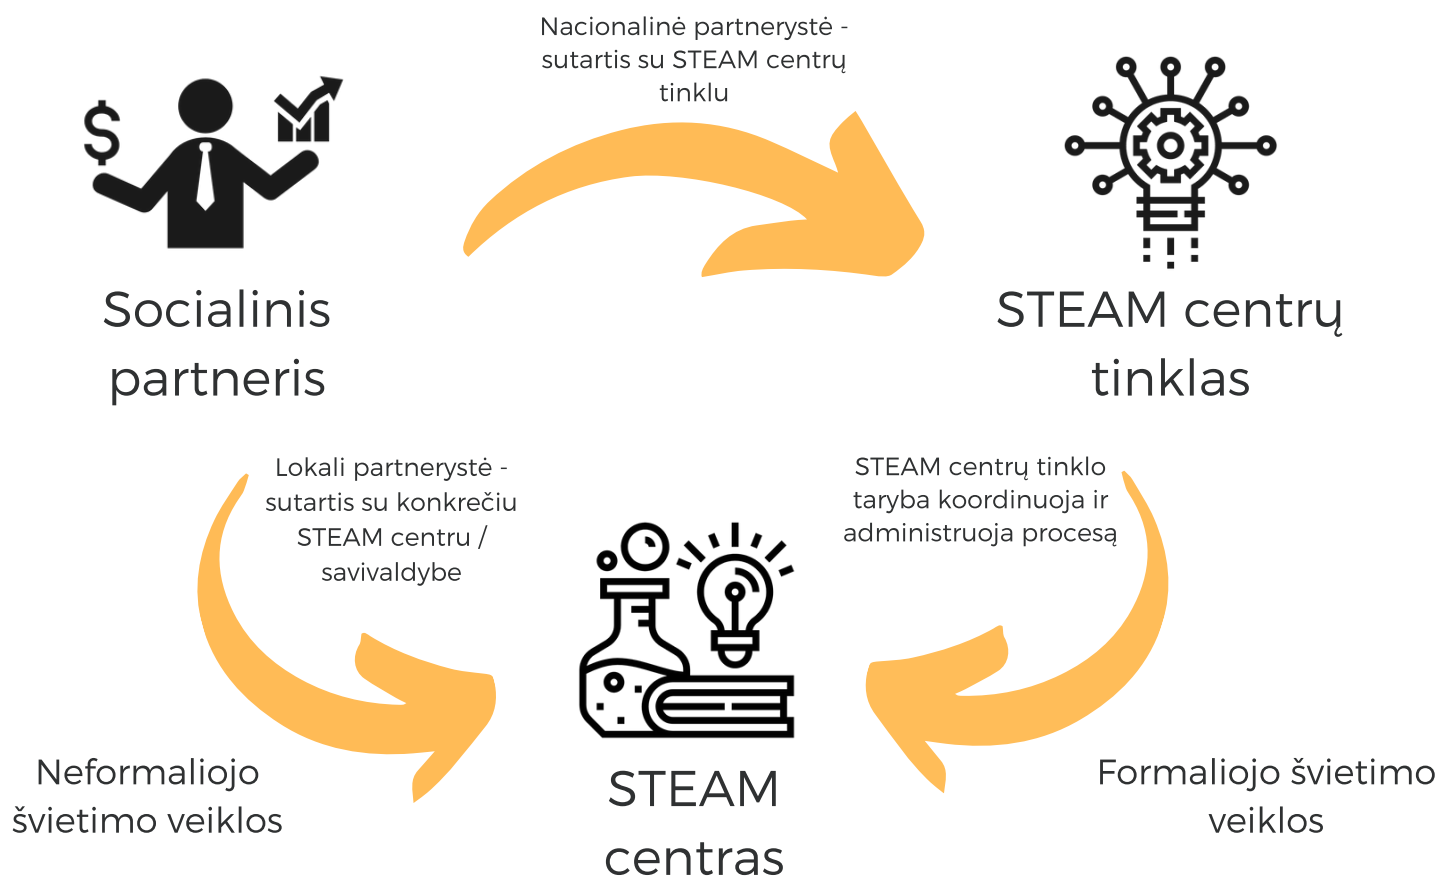 Nacionalinė partnerystė -
sutartis su STEAM centrų
tinklu
Socialinis
partneris
STEAM centrų
tinklas
Lokali partnerystė -
sutartis su konkrečiu
STEAM centru /
savivaldybe
STEAM centrų tinklo
taryba koordinuoja ir
administruoja procesą
Neformaliojo
švietimo veiklos
STEAM
centras
Formaliojo švietimo
veiklos